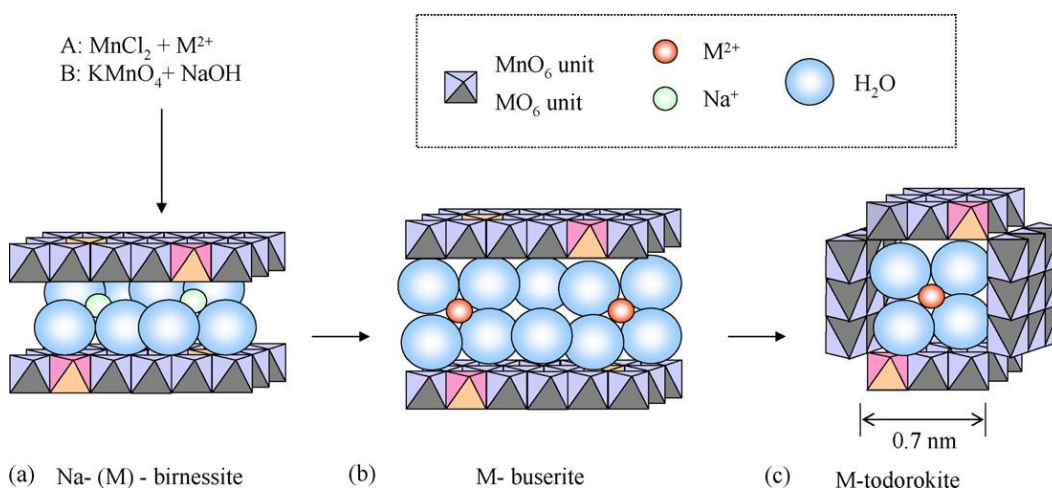 A: MnCl₂ + M²⁺
B: KMnO₄+ NaOH
MnO₆ unit
MO₆ unit
M²⁺
Na⁺
H₂O
0.7 nm
(a) Na- (M) - birnessite
(b) M- buserite
(c) M-todorokite